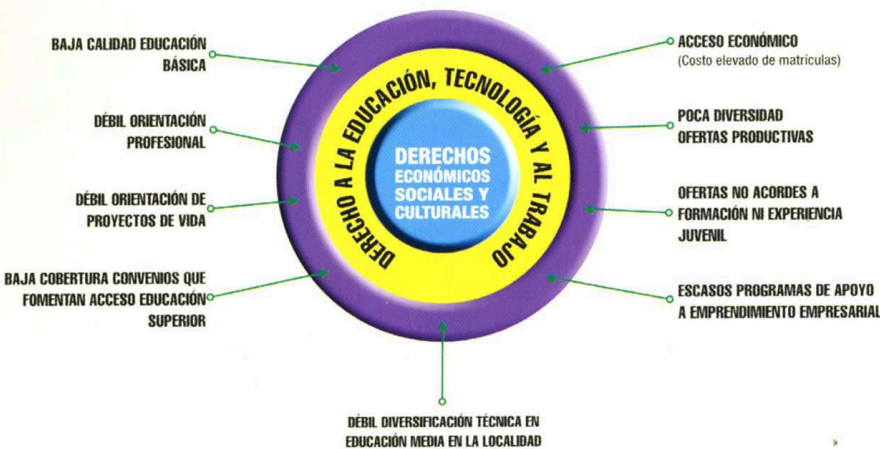 BAJA CALIDAD EDUCACIÓN
BÁSICA
DÉBIL ORIENTACIÓN
PROFESIONAL
DÉBIL ORIENTACIÓN DE
PROYECTOS DE VIDA
BAJA COBERTURA CONVENIOS QUE
FOMENTAN ACCESO EDUCACIÓN
SUPERIOR
DERECHO A LA EDUCACIÓN, TECNOLOGÍA Y AL TRABAJO
DERECHOS
ECONÓMICOS
SOCIALES Y
CULTURALES
ACCESO ECONÓMICO
(Costo elevado de matriculas)
POCA DIVERSIDAD
OFERTAS PRODUCTIVAS
OFERTAS NO ACORDES A
FORMACIÓN NI EXPERIENCIA
JUVENIL
ESCASOS PROGRAMAS DE APOYO
A EMPRENDIMIENTO EMPRESARIAL
DÉBIL DIVERSIFICACIÓN TÉCNICA EN
EDUCACIÓN MEDIA EN LA LOCALIDAD